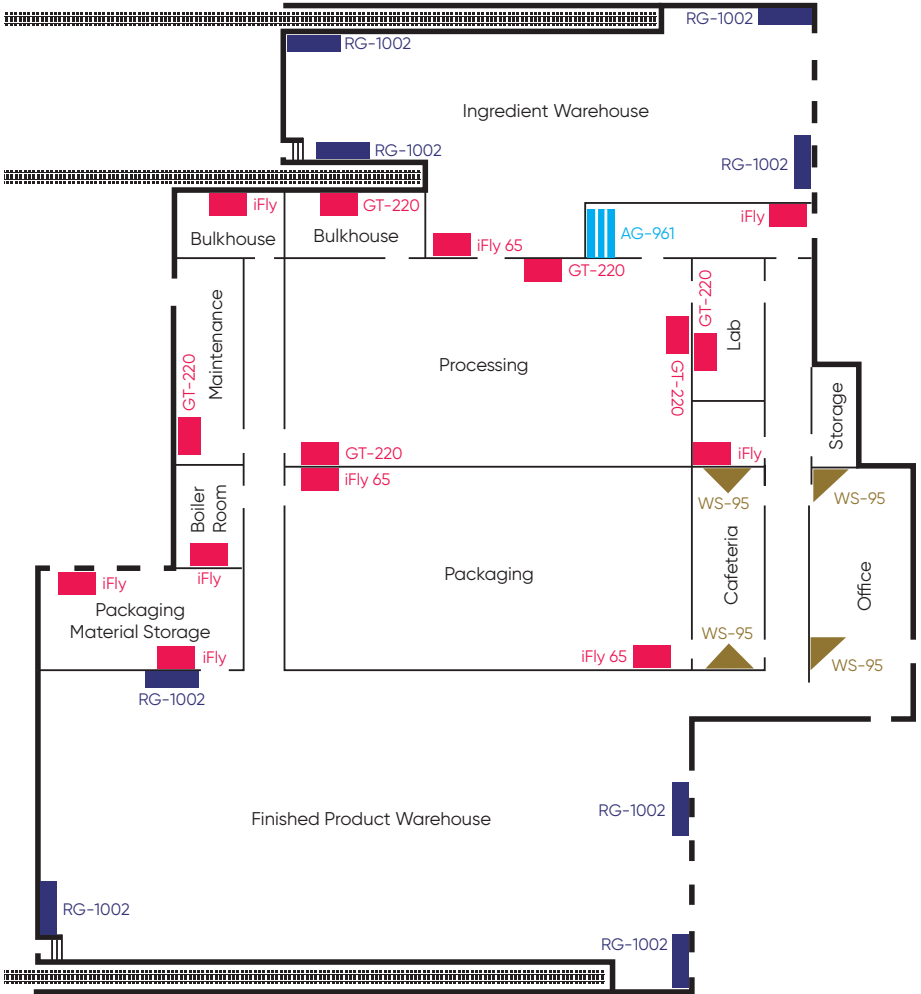 RG-1002
RG-1002
Ingredient Warehouse
RG-1002
RG-1002
iFly
GT-220
iFly
Bulkhouse
Bulkhouse
AG-961
iFly 65
GT-220
GT-220
Maintenance
Lab
GT-220
Processing
GT-220
Storage
GT-220
iFly
iFly 65
WS-95
WS-95
Boiler
Room
Cafeteria
Office
Packaging
iFly
iFly
Packaging
Material Storage
iFly
WS-95
iFly 65
WS-95
RG-1002
RG-1002
Finished Product Warehouse
RG-1002
RG-1002